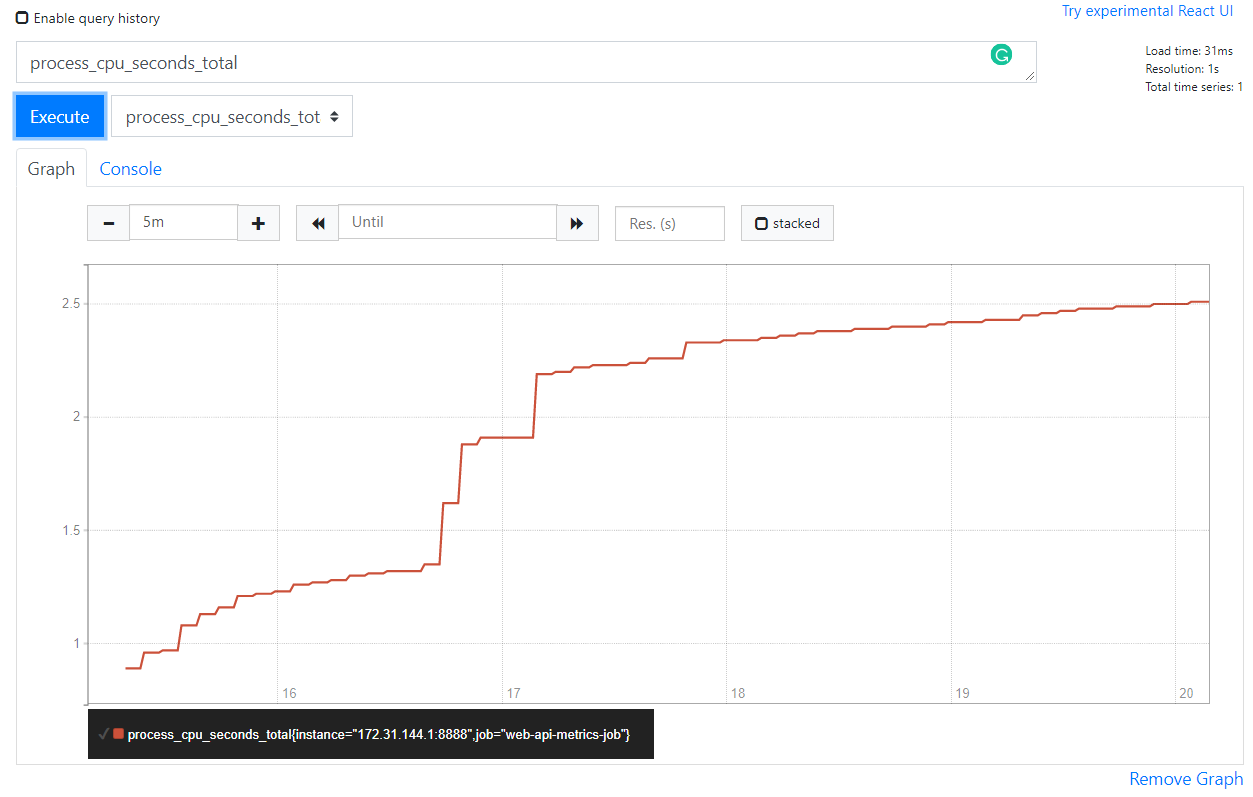 Enable query history
Try experimental React UI
process_cpu_seconds_total
G
Load time: 31ms
Resolution: 1s
Total time series: 1
Execute
process_cpu_seconds_tot
Graph
Console
5m
Until
Res. (s)
stacked
2.5
2
1.5
1
16
17
18
19
20
process_cpu_seconds_total{instance="172.31.144.1:8888",job="web-api-metrics-job"}
Remove Graph